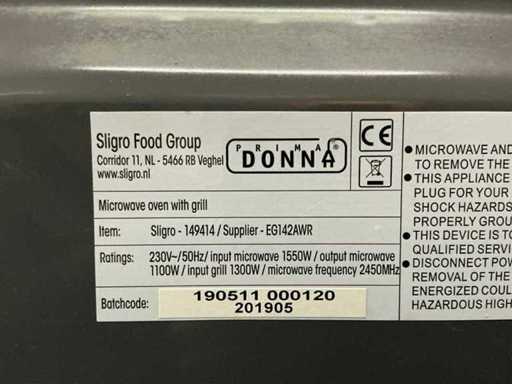 Sligro Food Group
Corridor 11, NL - 5466 RB Veghel
www.sligro.nl
PRIMA
DONNA®
CE
Microwave oven with grill
Item: Sligro - 149414 / Supplier - EG142AWR
Ratings: 230V~/50Hz/ input microwave 1550W / output microwave
1100W / input grill 1300W / microwave frequency 2450MHz
Batchcode: 190511 000120
201905
●MICROWAVE AND
TO REMOVE THE
●THIS APPLIANCE
PLUG FOR YOUR
SHOCK HAZARDS
PROPERLY GROU
●THIS DEVICE IS TO
QUALIFIED SERVI
●DISCONNECT POW
REMOVAL OF THE
ENERGIZED COUL
HAZARDOUS HIGH